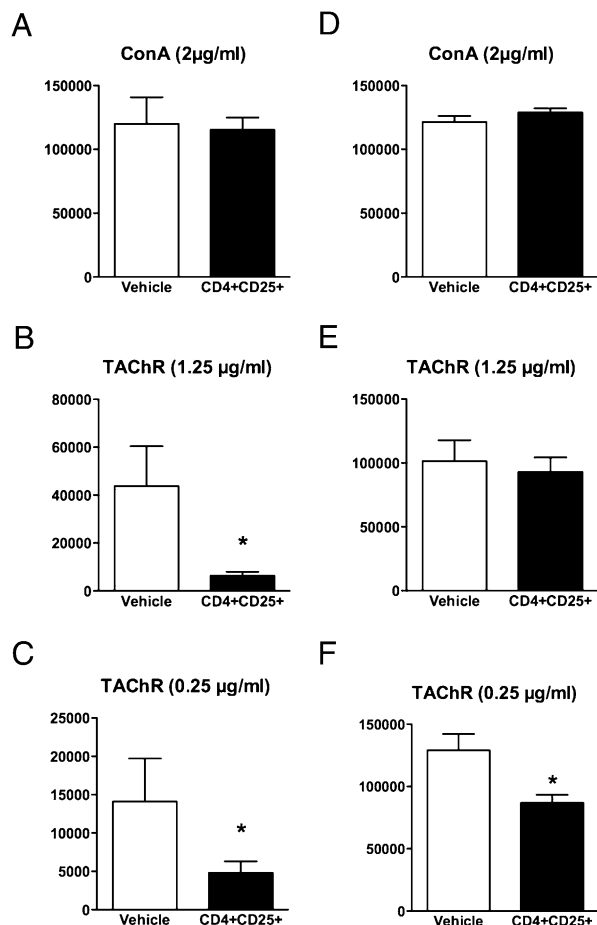 A
ConA (2µg/ml)
150000
100000
50000
0
Vehicle CD4+CD25+
B
TAChR (1.25 µg/ml)
80000
60000
40000
20000
0
*
Vehicle CD4+CD25+
C
TAChR (0.25 µg/ml)
25000
20000
15000
10000
5000
0
*
Vehicle CD4+CD25+
D
ConA (2µg/ml)
150000
100000
50000
0
Vehicle CD4+CD25+
E
TAChR (1.25 µg/ml)
150000
100000
50000
0
Vehicle CD4+CD25+
F
TAChR (0.25 µg/ml)
150000
100000
50000
0
*
Vehicle CD4+CD25+